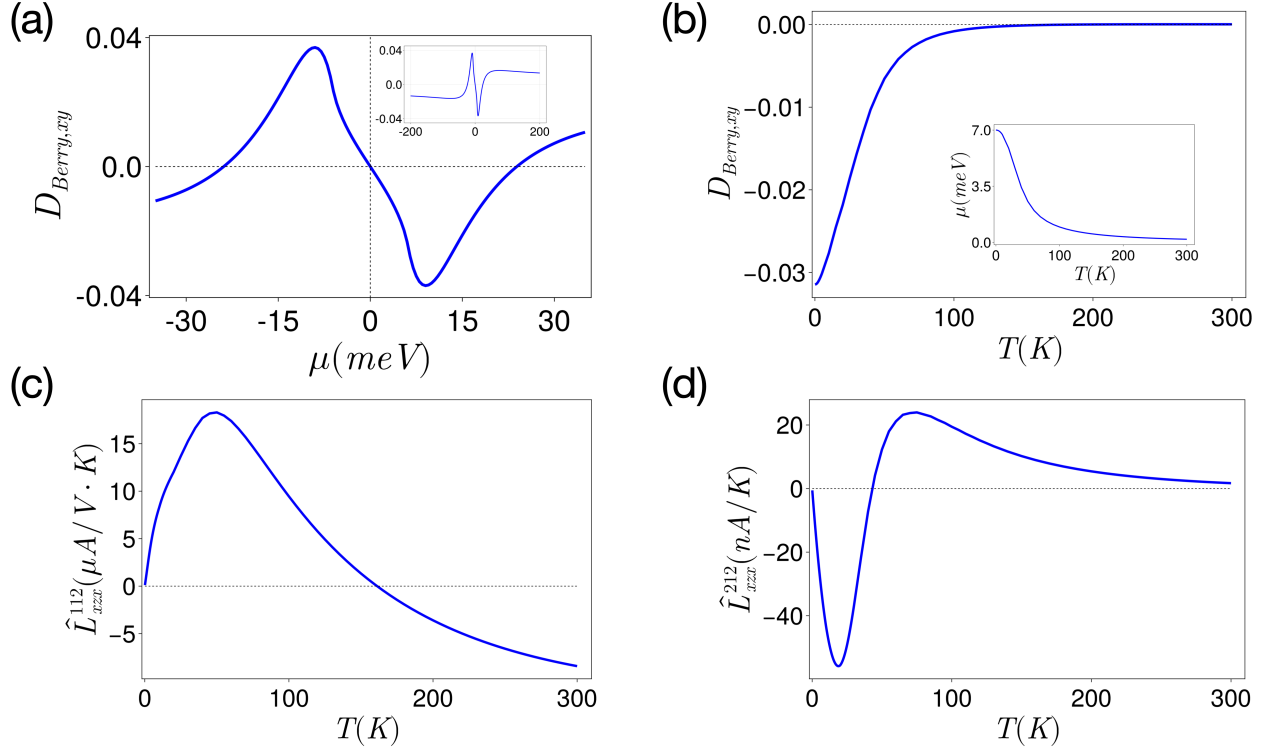 (a)
0.04
0.0
-0.04
-30 -15 0 15 30
D_{Berry,xy}
μ(meV)
0.04
0.0
-0.04
-200 0 200
(b)
0.00
-0.01
-0.02
-0.03
0 100 200 300
D_{Berry,xy}
T(K)
7.0
3.5
0.0
0 100 200 300
μ(meV)
T(K)
(c)
15
10
5
0
−5
0 100 200 300
\hat{L}^{112}_{xzx}(μA/V · K)
T(K)
(d)
20
0
−20
−40
0 100 200 300
\hat{L}^{212}_{xzx}(nA/K)
T(K)